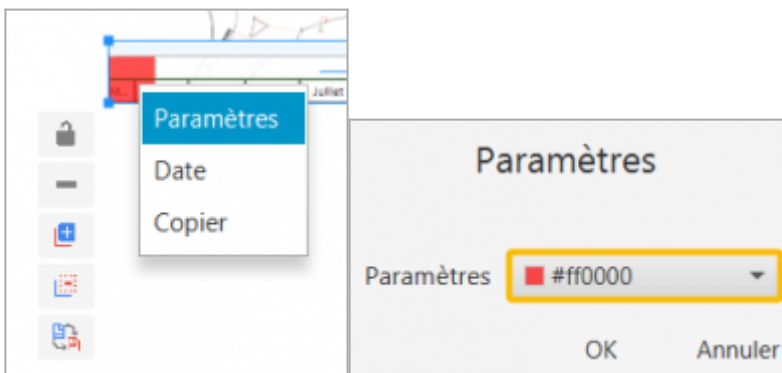 M...
Juillet
Paramètres
Date
Copier
Paramètres
Paramètres #ff0000
OK Annuler